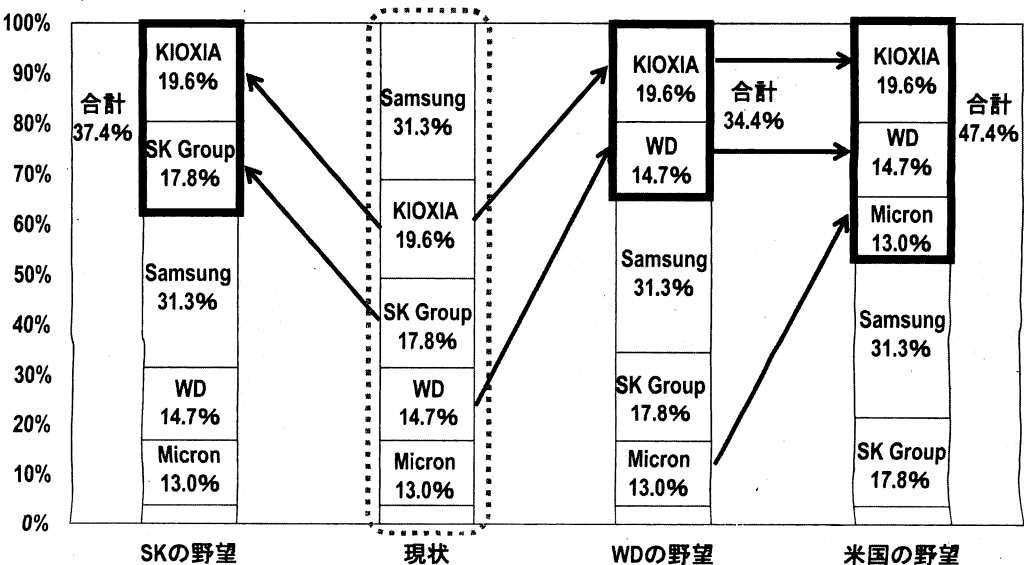 100%
90%
80%
70%
60%
50%
40%
30%
20%
10%
0%
合計
37.4%
KIOXIA
19.6%
SK Group
17.8%
Samsung
31.3%
WD
14.7%
Micron
13.0%
SKの野望
Samsung
31.3%
KIOXIA
19.6%
SK Group
17.8%
WD
14.7%
Micron
13.0%
現状
KIOXIA
19.6%
WD
14.7%
合計
34.4%
Samsung
31.3%
SK Group
17.8%
Micron
13.0%
WDの野望
KIOXIA
19.6%
WD
14.7%
Micron
13.0%
合計
47.4%
Samsung
31.3%
SK Group
17.8%
米国の野望